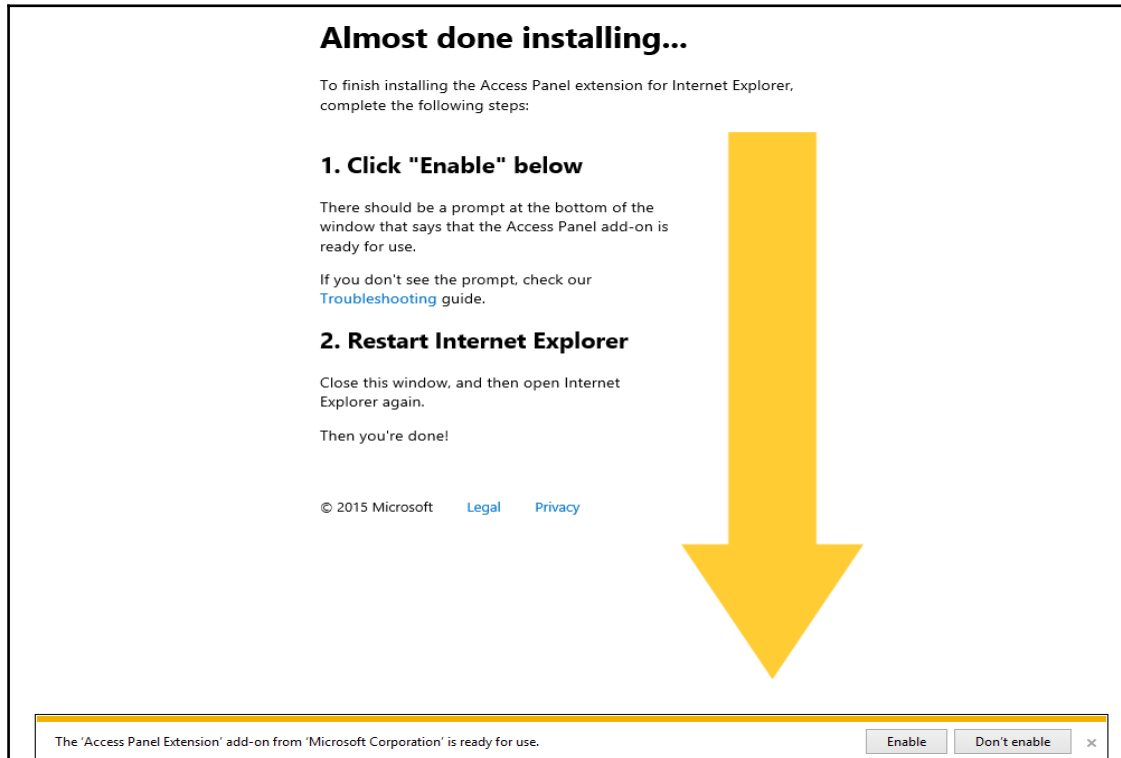 Almost done installing...
To finish installing the Access Panel extension for Internet Explorer,
complete the following steps:
1. Click "Enable" below
There should be a prompt at the bottom of the
window that says that the Access Panel add-on is
ready for use.
If you don't see the prompt, check our
Troubleshooting guide.
2. Restart Internet Explorer
Close this window, and then open Internet
Explorer again.
Then you're done!
© 2015 Microsoft Legal Privacy
The ‘Access Panel Extension’ add-on from ‘Microsoft Corporation’ is ready for use. Enable Don't enable ×